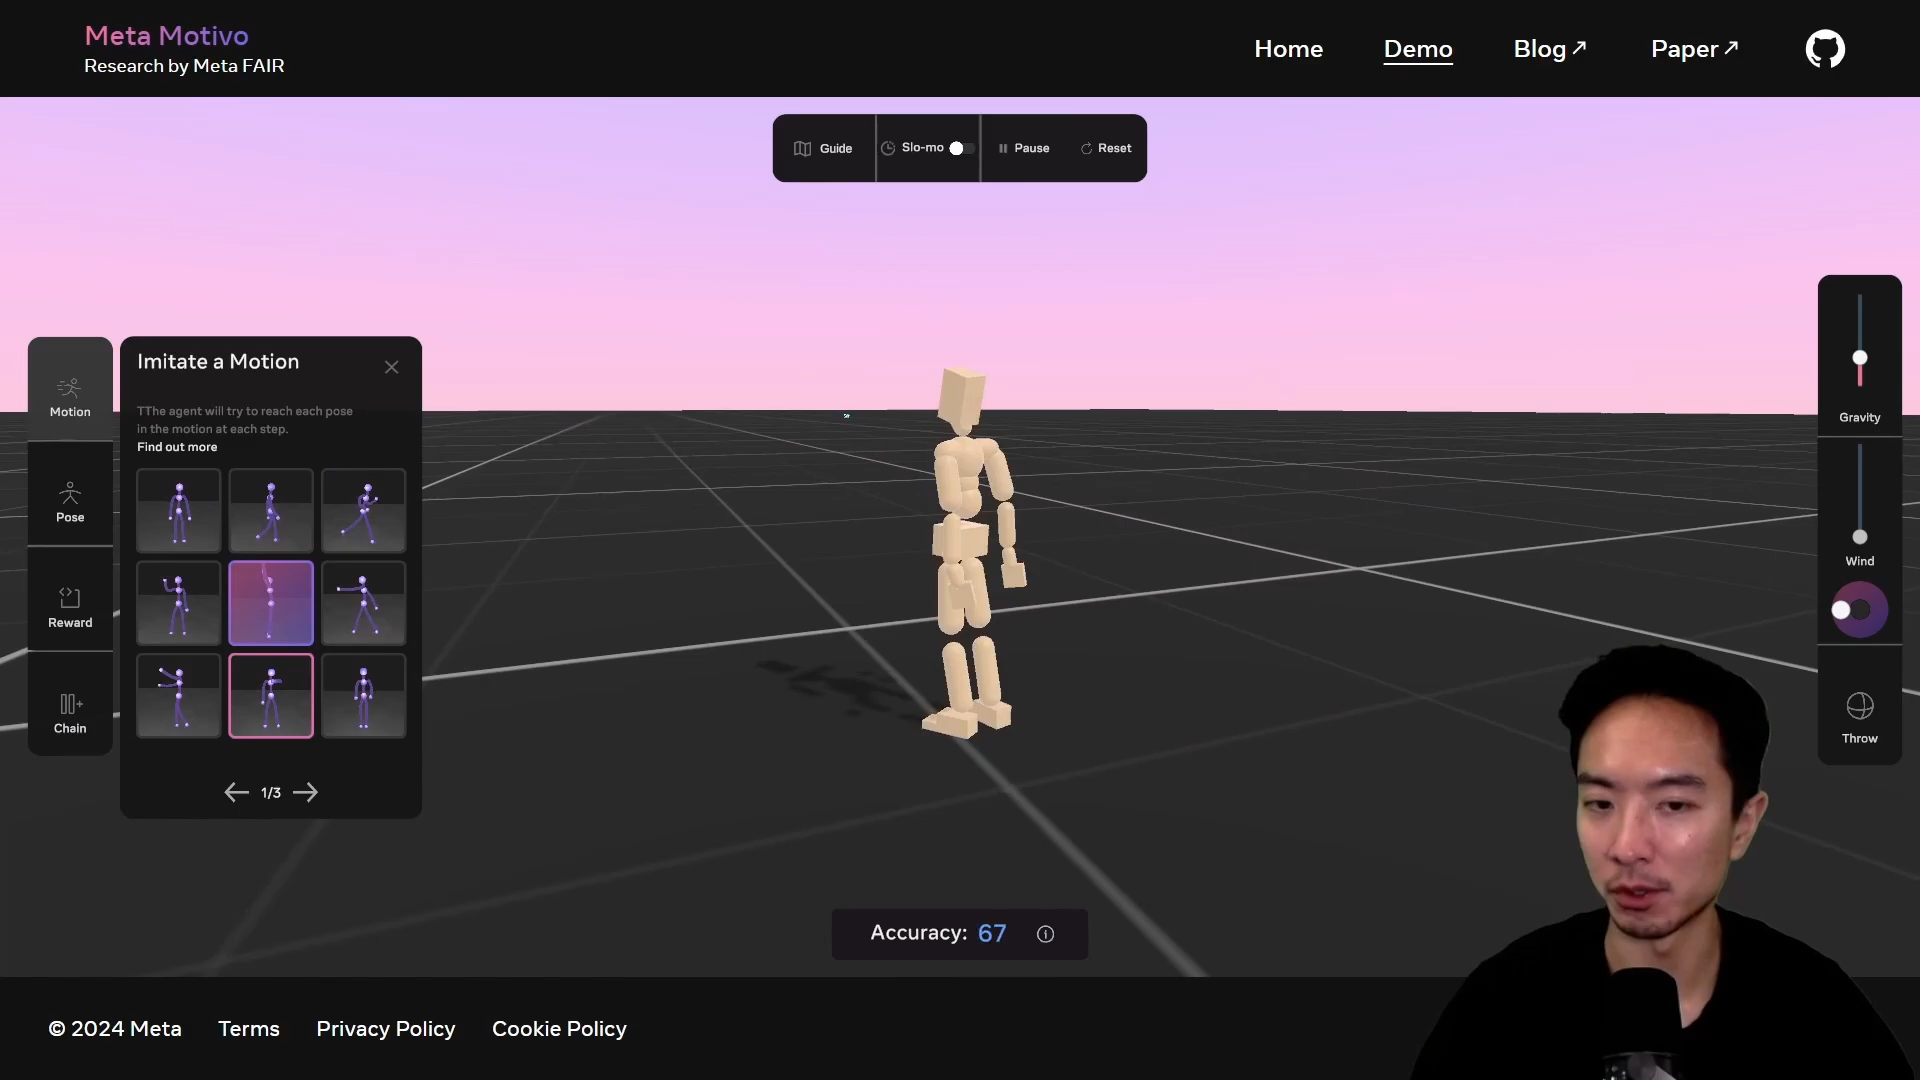 Meta Motivo
Research by Meta FAIR
Home
Demo
Blog
Paper
Guide
Slo-mo
Pause
Reset
Motion
Pose
Reward
Chain
Imitate a Motion
TThe agent will try to reach each pose
in the motion at each step.
Find out more
1/3
Gravity
Wind
Throw
Accuracy: 67
© 2024 Meta
Terms
Privacy Policy
Cookie Policy